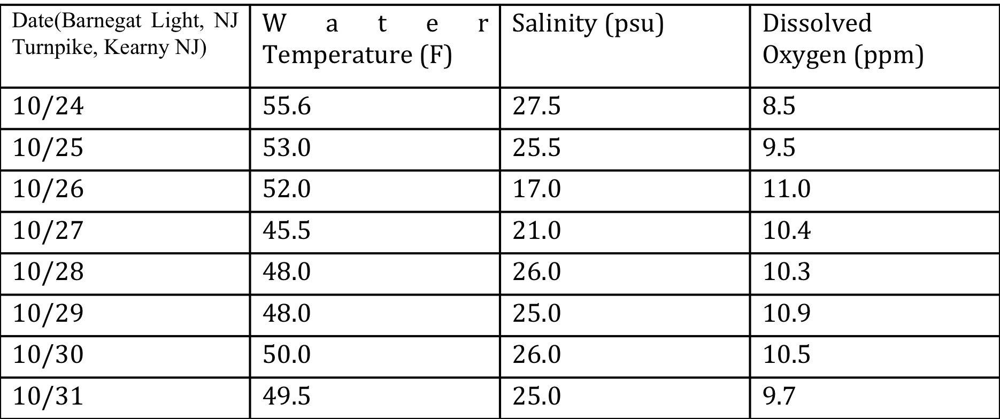 Date(Barnegat Light, NJ Turnpike, Kearny NJ) | Water Temperature (F) | Salinity (psu) | Dissolved Oxygen (ppm)
10/24 | 55.6 | 27.5 | 8.5
10/25 | 53.0 | 25.5 | 9.5
10/26 | 52.0 | 17.0 | 11.0
10/27 | 45.5 | 21.0 | 10.4
10/28 | 48.0 | 26.0 | 10.3
10/29 | 48.0 | 25.0 | 10.9
10/30 | 50.0 | 26.0 | 10.5
10/31 | 49.5 | 25.0 | 9.7